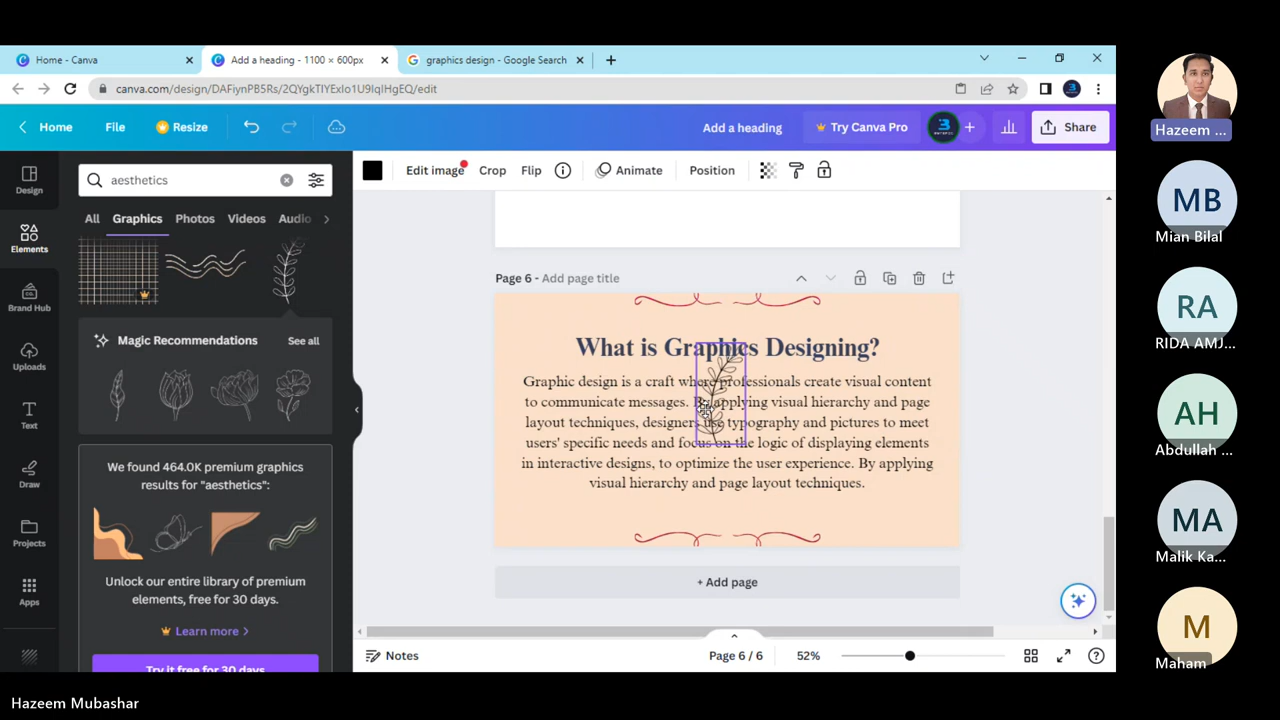 Home - Canva
Add a heading - 1100 × 600px
graphics design - Google Search
canva.com/design/DAFiynPB5Rs/2QYgkTIYExIo1U9lqIHgEQ/edit
Home
File
Resize
Add a heading
Try Canva Pro
Share
Design
Elements
Brand Hub
Uploads
Text
Draw
Projects
Apps
aesthetics
All
Graphics
Photos
Videos
Audio
Magic Recommendations
See all
We found 464.0K premium graphics
results for "aesthetics":
Unlock our entire library of premium
elements, free for 30 days.
Learn more
Try it free for 30 days
Edit image
Crop
Flip
Animate
Position
Page 6 - Add page title
What is Graphic Designing?
Graphic design is a craft where professionals create visual content
to communicate messages. By applying visual hierarchy and page
layout techniques, designers use typography and pictures to meet
users' specific needs and focus on the logic of displaying elements
in interactive designs, to optimize the user experience. By applying
visual hierarchy and page layout techniques.
+ Add page
Notes
Page 6 / 6
52%
Hazeem ...
MB
Mian Bilal
RA
RIDA AMJ...
AH
Abdullah ...
MA
Malik Ka...
M
Maham
Hazeem Mubashar